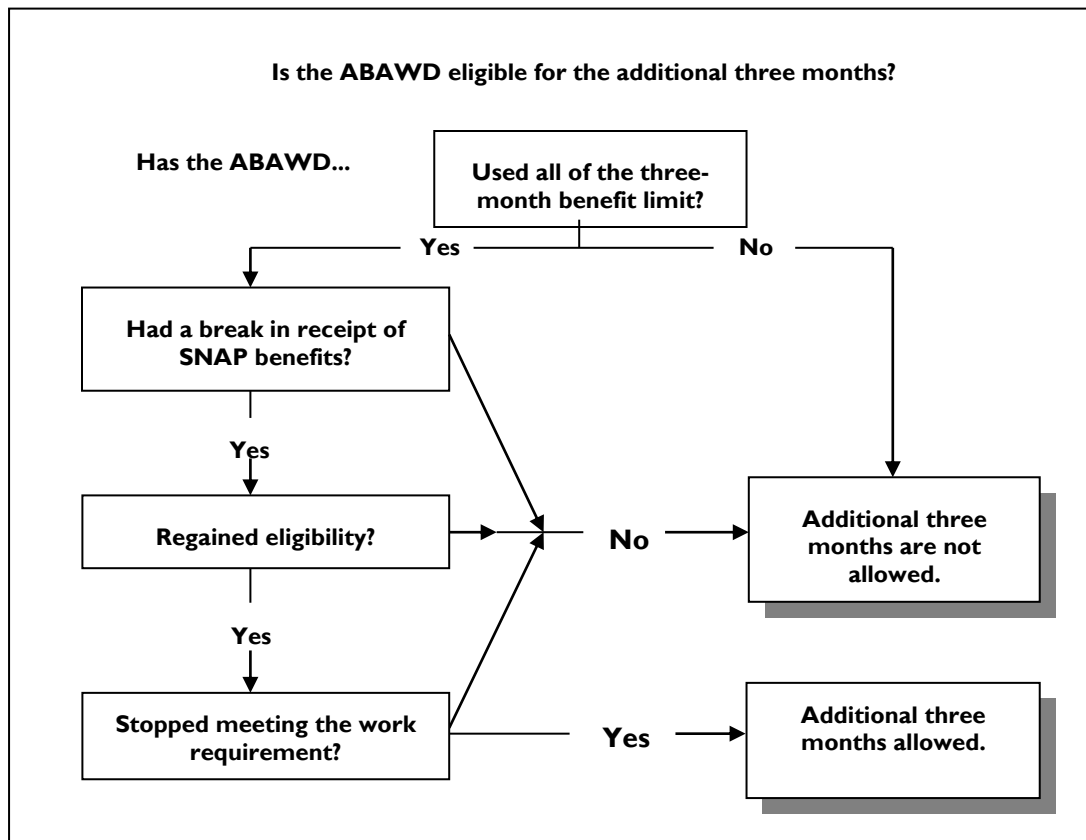 Is the ABAWD eligible for the additional three months?
Has the ABAWD...
Used all of the three-
month benefit limit?
Yes
No
Had a break in receipt of
SNAP benefits?
Yes
Regained eligibility?
No
Additional three
months are not
allowed.
Yes
Stopped meeting the work
requirement?
Yes
Additional three
months allowed.